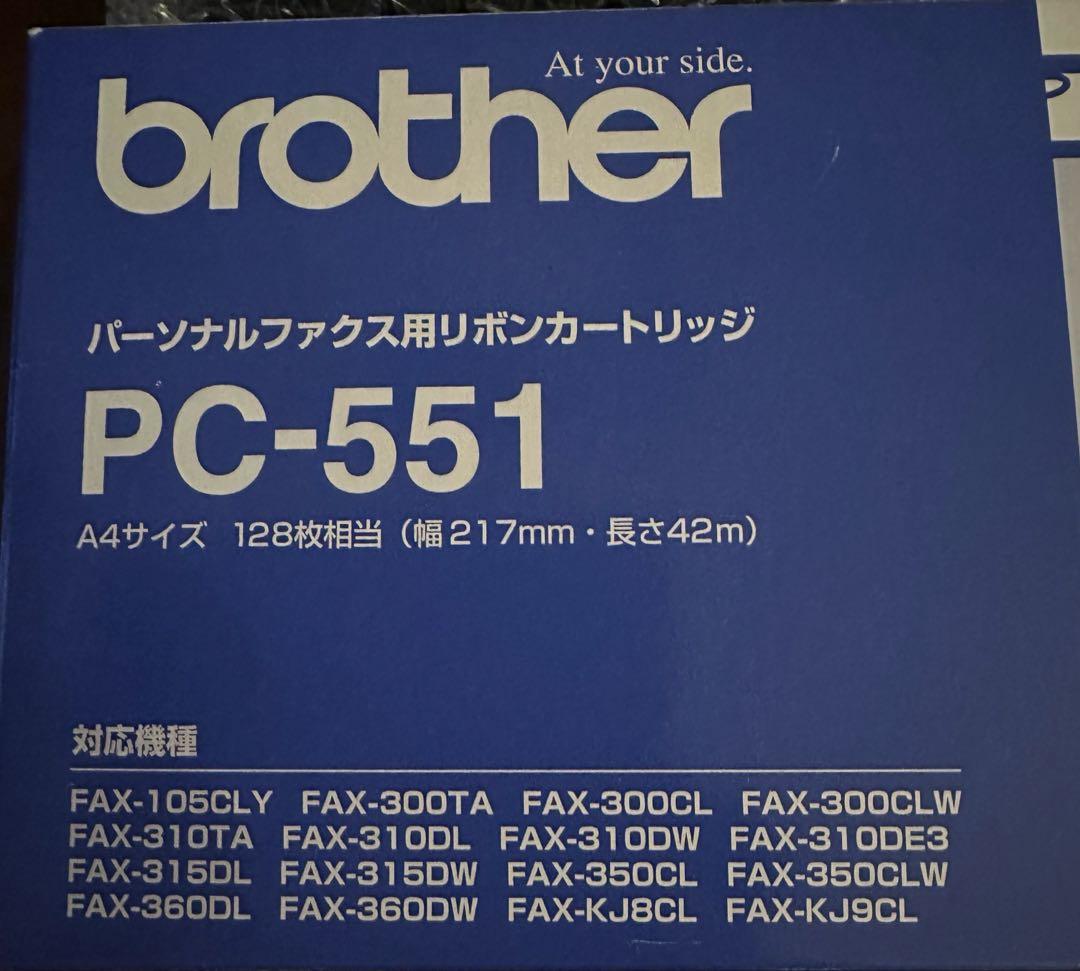 At your side.
brother
パーソナルファクス用リボンカートリッジ
PC-551
A4サイズ 128枚相当（幅217mm・長さ42m）
対応機種
FAX-105CLY FAX-300TA FAX-300CL FAX-300CLW
FAX-310TA FAX-310DL FAX-310DW FAX-310DE3
FAX-315DL FAX-315DW FAX-350CL FAX-350CLW
FAX-360DL FAX-360DW FAX-KJ8CL FAX-KJ9CL